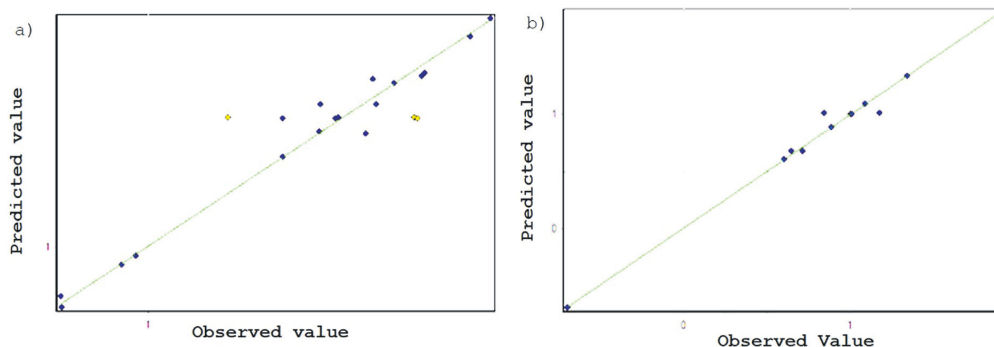 a)
Predicted value
1
1
Observed value
b)
Predicted value
1
0
0
1
Observed Value